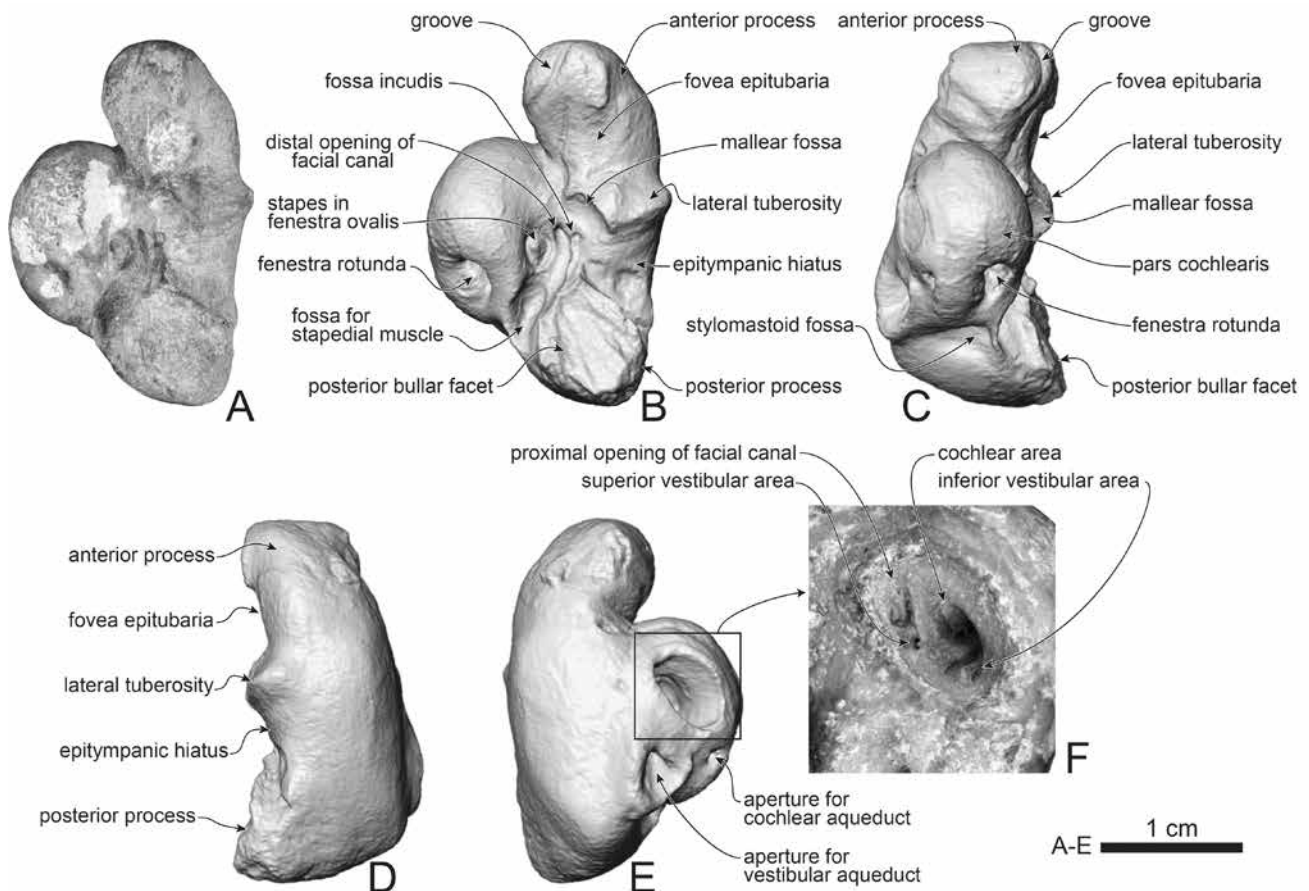 groove
anterior process
fossa incudis
fovea epitubaria
distal opening of
facial canal
mallear fossa
stapes in
fenestra ovalis
lateral tuberosity
fenestra rotunda
epitympanic hiatus
fossa for
stapedial muscle
posterior bullar facet
posterior process
A
B
anterior process
groove
fovea epitubaria
lateral tuberosity
mallear fossa
pars cochlearis
stylomastoid fossa
fenestra rotunda
posterior bullar facet
C
anterior process
fovea epitubaria
lateral tuberosity
epitympanic hiatus
posterior process
D
proximal opening of facial canal
superior vestibular area
cochlear area
inferior vestibular area
F
aperture for
cochlear aqueduct
aperture for
vestibular aqueduct
E
A-E
1 cm